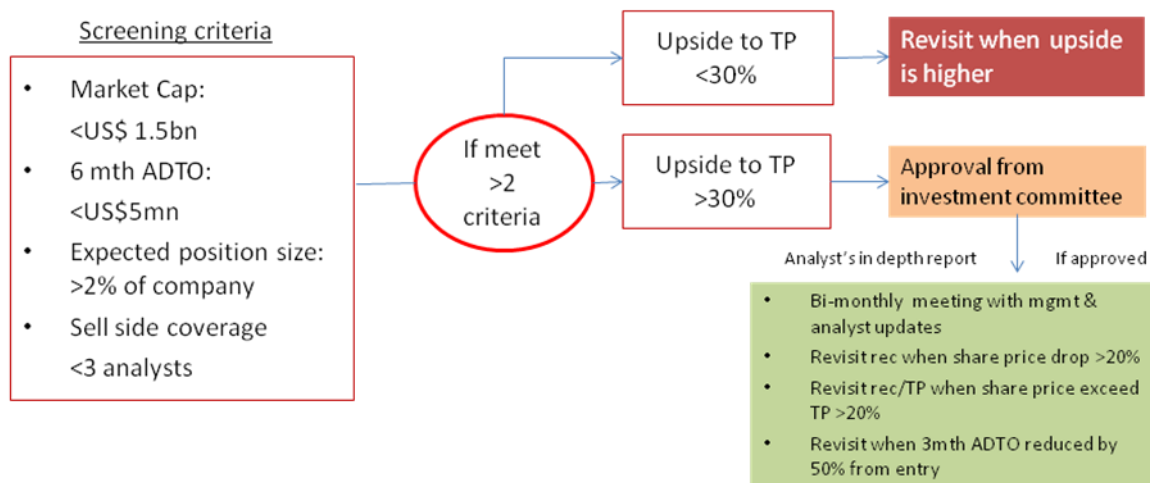 Screening criteria
• Market Cap:
<US$ 1.5bn
• 6 mth ADTO:
<US$5mn
• Expected position size:
>2% of company
• Sell side coverage
<3 analysts
If meet
>2
criteria
Upside to TP
<30%
Revisit when upside
is higher
Upside to TP
>30%
Approval from
investment committee
Analyst's in depth report
If approved
• Bi-monthly meeting with mgmt &
analyst updates
• Revisit rec when share price drop >20%
• Revisit rec/TP when share price exceed
TP >20%
• Revisit when 3mth ADTO reduced by
50% from entry